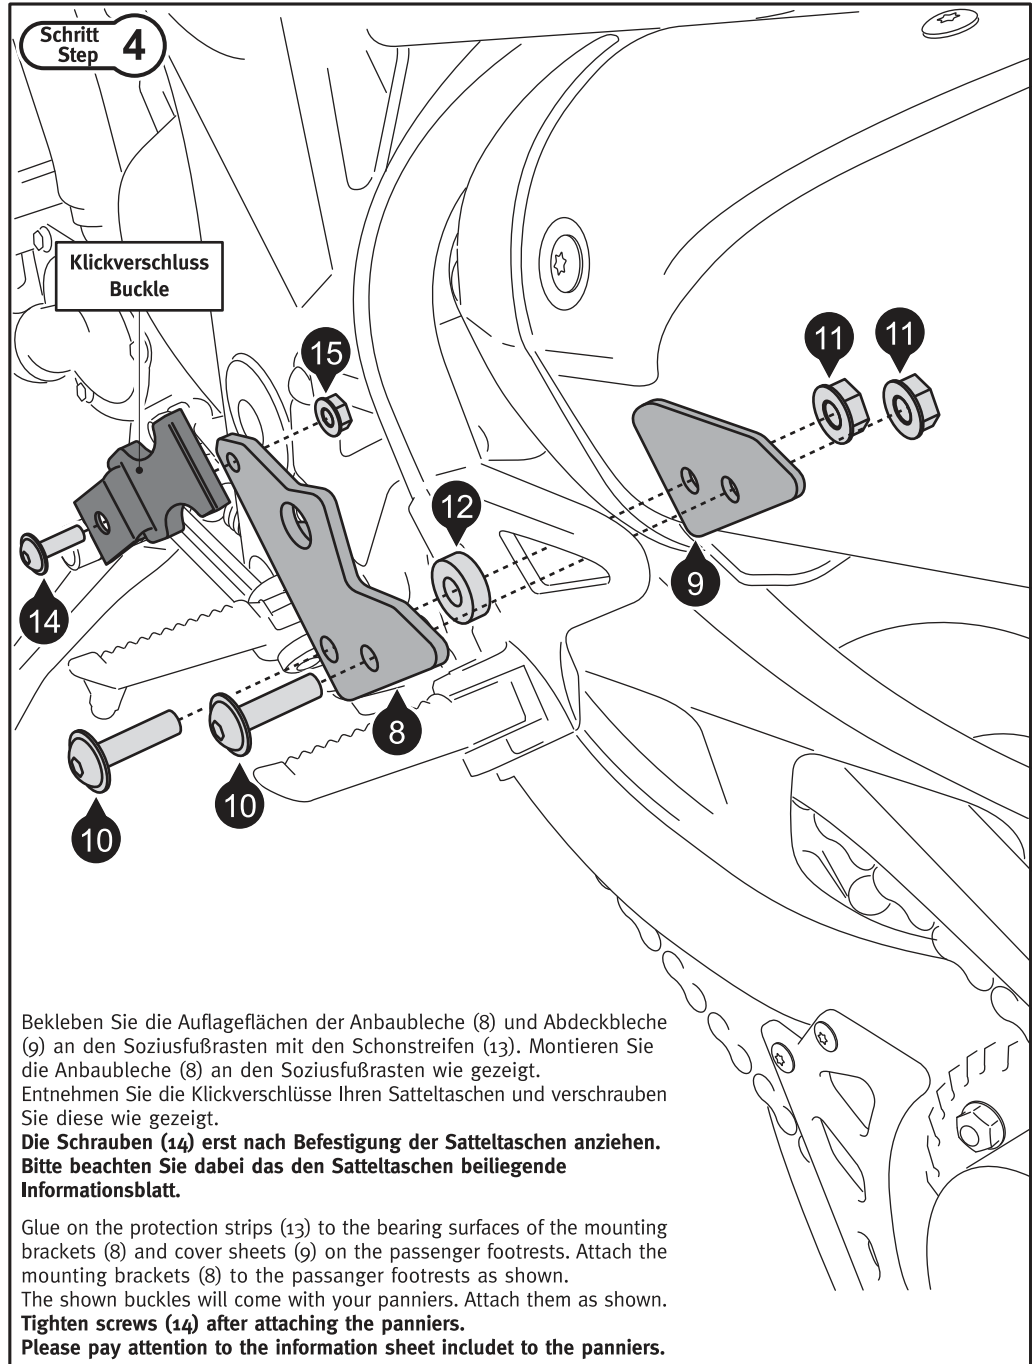 Schritt
Step 4
Klickverschluss
Buckle
15
11
11
12
14
9
8
10
10
Bekleben Sie die Auflageflächen der Anbaubleche (8) und Abdeckbleche
(9) an den Soziusfußrasten mit den Schonstreifen (13). Montieren Sie
die Anbaubleche (8) an den Soziusfußrasten wie gezeigt.
Entnehmen Sie die Klickverschlüsse Ihren Satteltaschen und verschrauben
Sie diese wie gezeigt.
Die Schrauben (14) erst nach Befestigung der Satteltaschen anziehen.
Bitte beachten Sie dabei das den Satteltaschen beiliegende
Informationsblatt.
Glue on the protection strips (13) to the bearing surfaces of the mounting
brackets (8) and cover sheets (9) on the passenger footrests. Attach the
mounting brackets (8) to the passanger footrests as shown.
The shown buckles will come with your panniers. Attach them as shown.
Tighten screws (14) after attaching the panniers.
Please pay attention to the information sheet includet to the panniers.